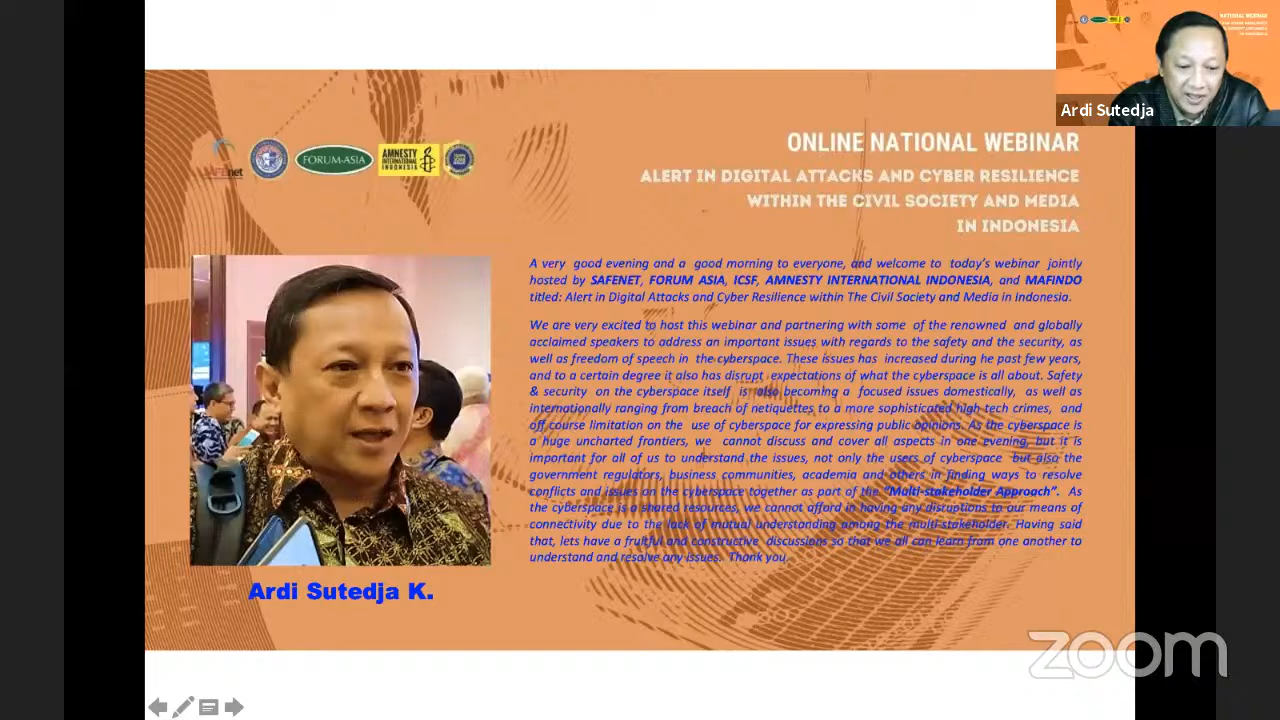 NATIONAL WEBINAR
Ardi Sutedja
SAFEnet
FORUM-ASIA
AMNESTY
INTERNATIONAL
INDONESIA
ONLINE NATIONAL WEBINAR
ALERT IN DIGITAL ATTACKS AND CYBER RESILIENCE
WITHIN THE CIVIL SOCIETY AND MEDIA
IN INDONESIA
A very good evening and a good morning to everyone, and welcome to today's webinar jointly
hosted by SAFENET, FORUM ASIA, ICSF, AMNESTY INTERNATIONAL INDONESIA, and MAFINDO
titled: Alert in Digital Attacks and Cyber Resilience within The Civil Society and Media in Indonesia.
We are very excited to host this webinar and partnering with some of the renowned and globally
acclaimed speakers to address an important issues with regards to the safety and the security, as
well as freedom of speech in the cyberspace. These issues has increased during he past few years,
and to a certain degree it also has disrupt expectations of what the cyberspace is all about. Safety
& security on the cyberspace itself is also becoming a focused issues domestically, as well as
internationally ranging from breach of netiquettes to a more sophisticated high tech crimes, and
off course limitation on the use of cyberspace for expressing public opinions. As the cyberspace is
a huge uncharted frontiers, we cannot discuss and cover all aspects in one evening, but it is
important for all of us to understand the issues, not only the users of cyberspace but also the
government regulators, business communities, academia and others in finding ways to resolve
conflicts and issues on the cyberspace together as part of the "Multi-stakeholder Approach". As
the cyberspace is a shared resources, we cannot afford in having any disruptions to our means of
connectivity due to the lack of mutual understanding among the multi-stakeholder. Having said
that, lets have a fruitful and constructive discussions so that we all can learn from one another to
understand and resolve any issues. Thank you.
Ardi Sutedja K.
zoom